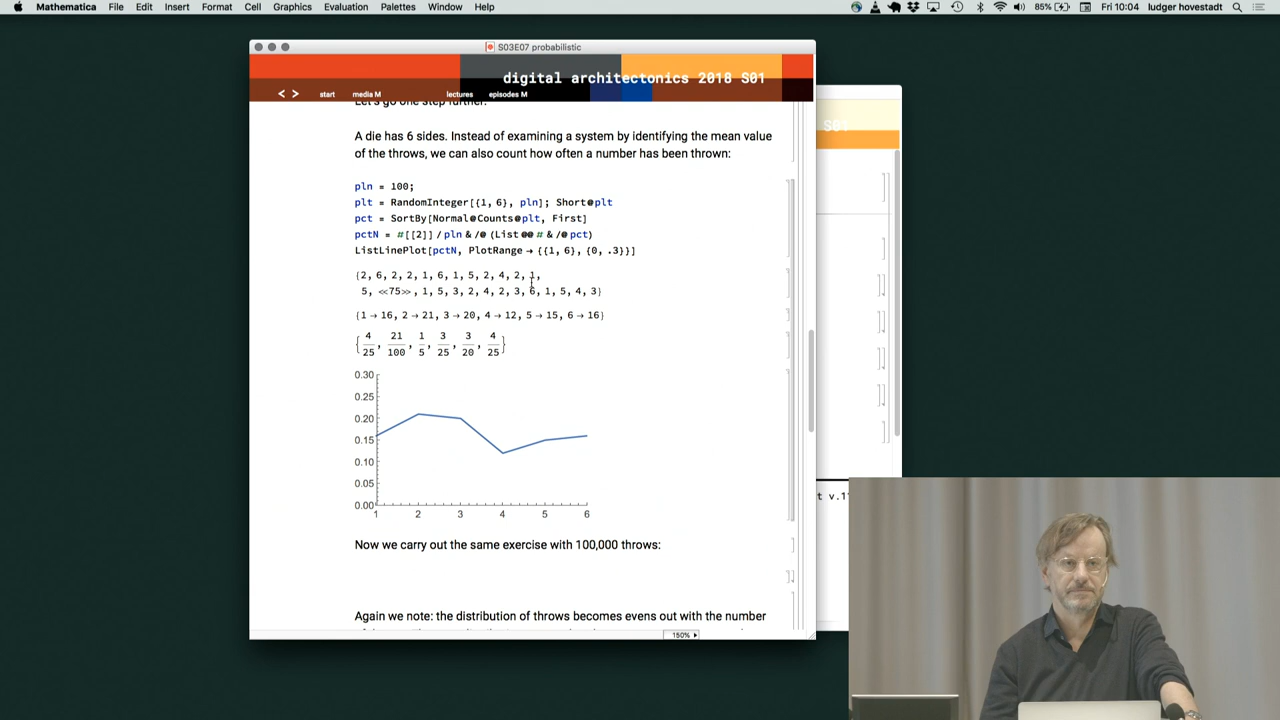 Mathematica File Edit Insert Format Cell Graphics Evaluation Palettes Window Help 85% Fri 10:04 ludger hovestadt
S03E07 probabilistic
digital architectonics 2018 S01
< > start media M lectures episodes M
S01
Let's go one step further.
A die has 6 sides. Instead of examining a system by identifying the mean value
of the throws, we can also count how often a number has been thrown:
pln = 100;
plt = RandomInteger[{1, 6}, pln]; Short@plt
pct = SortBy[Normal@Counts@plt, First]
pctN = #[[2]] / pln & /@ (List @@ # & /@ pct)
ListLinePlot[pctN, PlotRange → {{1, 6}, {0, .3}}]
{2, 6, 2, 2, 1, 6, 1, 5, 2, 4, 2, 1,
5, <<75>>, 1, 5, 3, 2, 4, 2, 3, 6, 1, 5, 4, 3}
{1 → 16, 2 → 21, 3 → 20, 4 → 12, 5 → 15, 6 → 16}
{4/25, 21/100, 1/5, 3/25, 3/20, 4/25}
0.30
0.25
0.20
0.15
0.10
0.05
0.00
1 2 3 4 5 6
t v.1
Now we carry out the same exercise with 100,000 throws:
Again we note: the distribution of throws becomes evens out with the number
150%